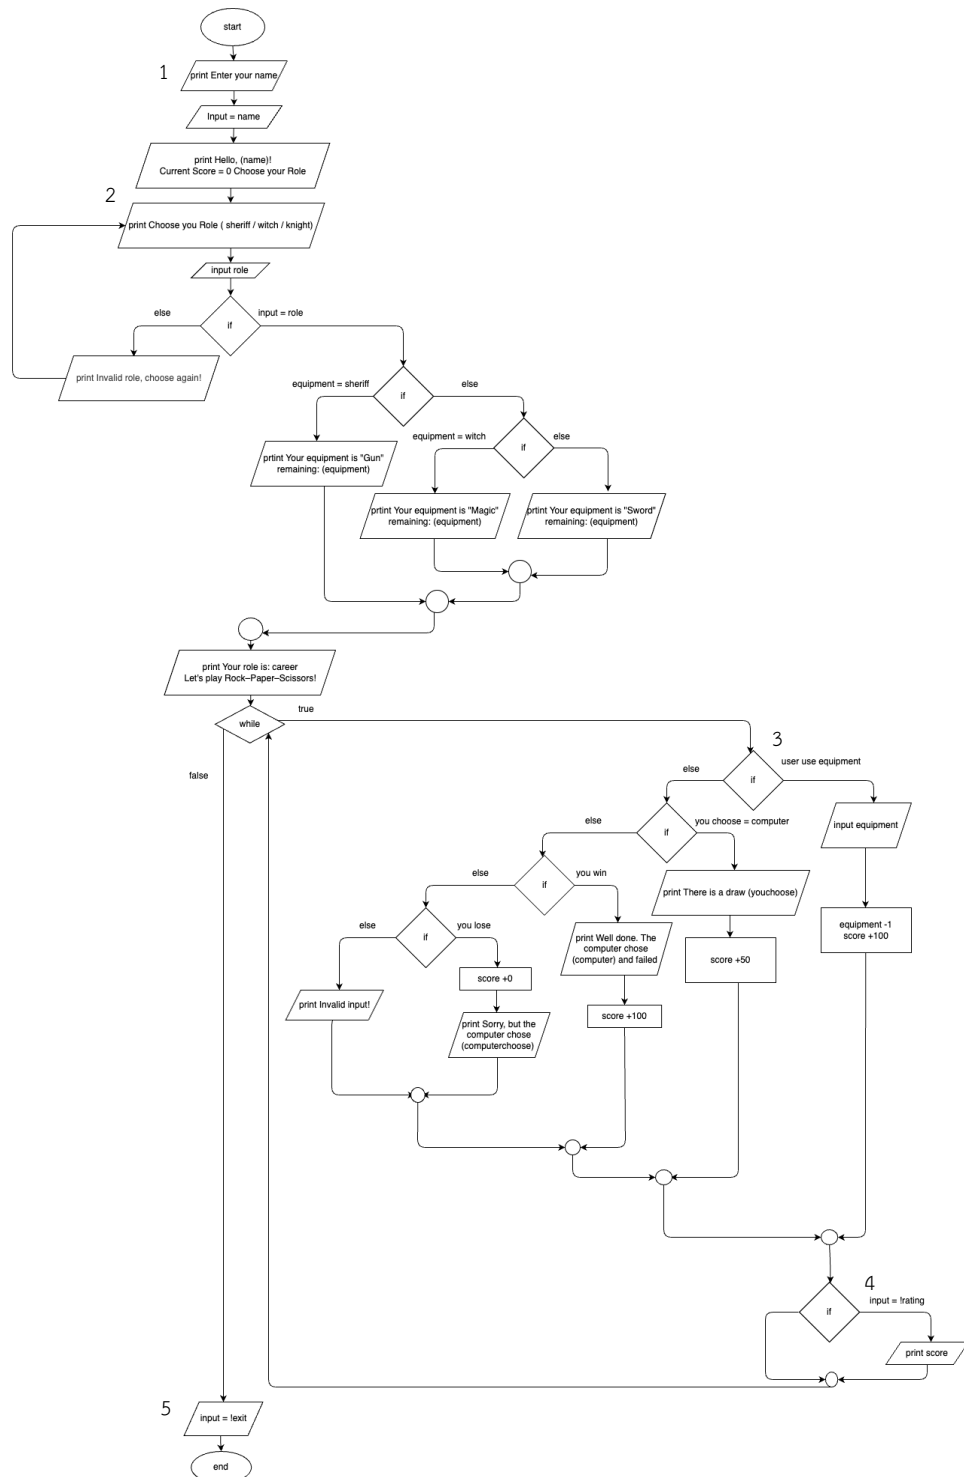 start
1
print Enter your name
Input = name
print Hello, (name)!
Current Score = 0 Choose your Role
2
print Choose you Role ( sheriff / witch / knight)
input role
else
if
input = role
print Invalid role, choose again!
equipment = sheriff
if
else
prtint Your equipment is "Gun"
remaining: (equipment)
equipment = witch
if
else
prtint Your equipment is "Magic"
remaining: (equipment)
prtint Your equipment is "Sword"
remaining: (equipment)
print Your role is: career
Let's play Rock–Paper–Scissors!
while
true
false
3
if
user use equipment
else
input equipment
equipment -1
score +100
if
you choose = computer
else
print There is a draw (youchoose)
score +50
if
you win
else
print Well done. The
computer chose
(computer) and failed
score +100
if
you lose
else
score +0
print Sorry, but the
computer chose
(computerchoose)
print Invalid input!
4
if
input = !rating
print score
5
input = !exit
end